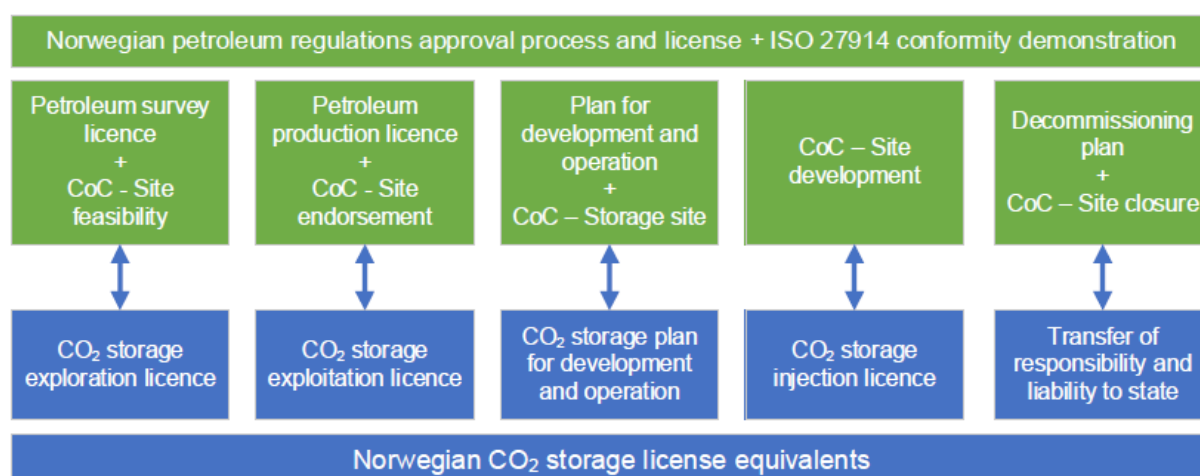 Norwegian petroleum regulations approval process and license + ISO 27914 conformity demonstration
Petroleum survey
licence
+
CoC - Site
feasibility
Petroleum
production licence
+
CoC - Site
endorsement
Plan for
development and
operation
+
CoC – Storage site
CoC – Site
development
Decommissioning
plan
+
CoC – Site closure
CO₂ storage
exploration licence
CO₂ storage
exploitation licence
CO₂ storage plan
for development
and operation
CO₂ storage
injection licence
Transfer of
responsibility and
liability to state
Norwegian CO₂ storage license equivalents